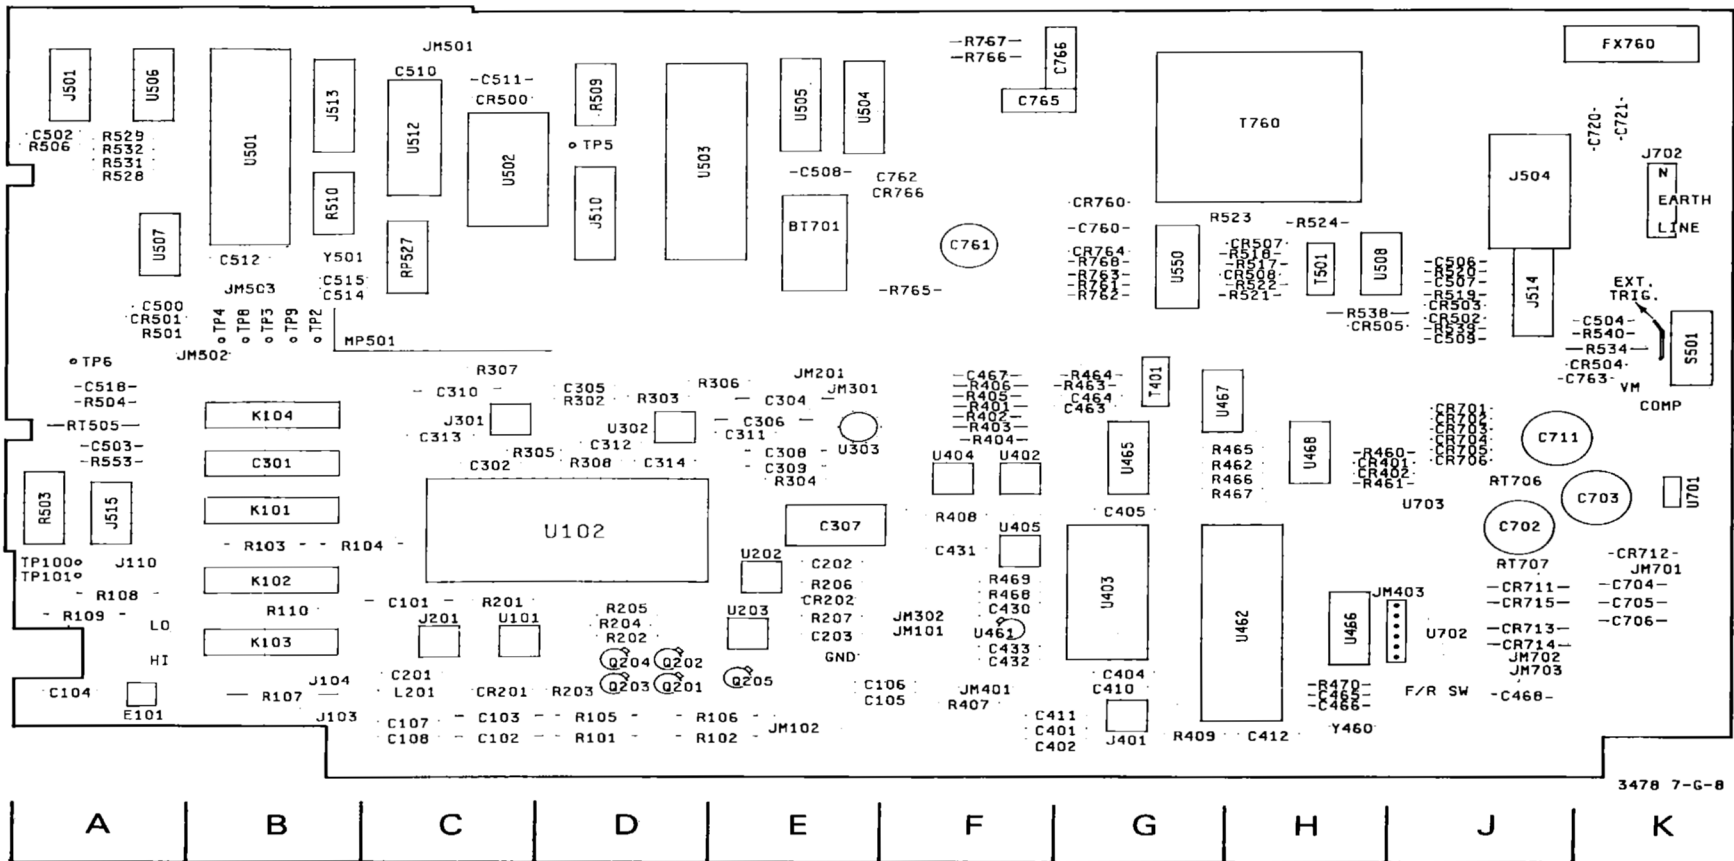 JM501
R767
R766
C766
FX760
J501
U506
U501
J513
C510
U512
C511
CR500
U502
R509
TP5
U503
U505
U504
C765
T760
C720
C721
C502
R506
R529
R532
R531
R528
R510
J510
C508
C762
CR766
J504
J702
N
EARTH
LINE
U507
C512
Y501
RP527
BT701
C761
CR760
C760
R523
R524
CR764
R768
R763
R761
R762
U550
CR507
R518
R517
CR508
R522
R521
T501
U508
C506
R520
C507
R519
CR503
CR502
R539
C509
J514
JM503
C515
C514
R765
EXT.
TRIG.
C500
CR501
R501
TP4
TP8
TP3
TP9
TP2
MP501
R538
CR505
C504
R540
R534
CR504
C763
S501
VM
COMP
TP6
JM502
C518
R504
RT505
C503
R553
K104
C301
K101
K102
K103
R307
C310
J301
C313
C302
R305
C305
R302
R303
U302
C312
R308
C314
R306
JM201
JM301
C304
C306
C311
U303
C308
C309
R304
C467
R406
R405
R401
R402
R403
R404
U404
U402
R464
R463
C464
C463
T401
U467
U465
R465
R462
R466
R467
U468
R460
CR401
CR402
R461
CR701
CR702
CR703
CR704
CR705
CR706
C711
RT706
U703
C703
C702
U701
R503
J515
R103
R104
U102
C307
R408
C405
U405
C431
TP100
TP101
J110
R108
R109
R110
LO
HI
C101
R201
J201
U101
R205
R204
R202
U202
U203
C202
R206
CR202
R207
C203
GND
R469
R468
C430
JM302
JM101
U461
C433
C432
U403
U462
U466
JM403
U702
RT707
CR711
CR715
CR713
CR714
JM702
JM703
CR712
JM701
C704
C705
C706
C201
L201
CR201
R203
Q204
Q202
Q203
Q201
Q205
C106
C105
JM401
R407
C404
C410
J401
C411
C401
C402
R409
C412
R470
C465
C466
Y460
F/R SW
C468
C104
E101
R107
J104
J103
C107
C108
C103
C102
R105
R101
R106
R102
JM102
3478 7-G-8
A B C D E F G H J K